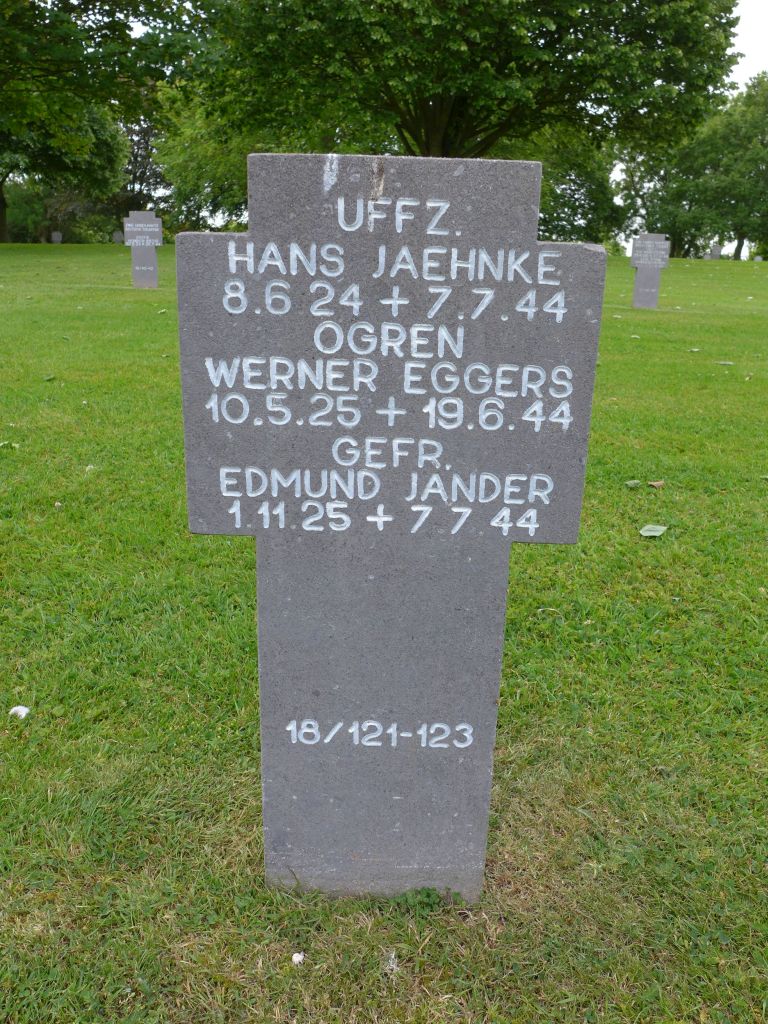 UFFZ.
HANS JAEHNKE
8.6 24 + 7.7.44
OGREN
WERNER EGGERS
10.5.25 + 19.6.44
GEFR.
EDMUND JANDER
1.11.25 + 7 7 44
18/121-123